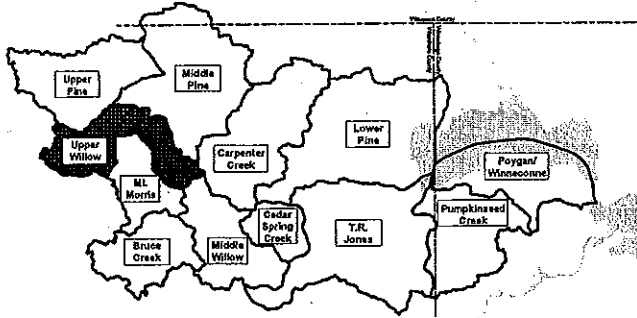 Upper
Pine
Middle
Pine
Upper
Willow
Mt.
Morris
Carpenter
Creek
Lower
Pine
Poygan/
Winneconne
Bruce
Creek
Middle
Willow
Cedar
Spring
Creek
T.R.
Jones
Pumpkinseed
Creek